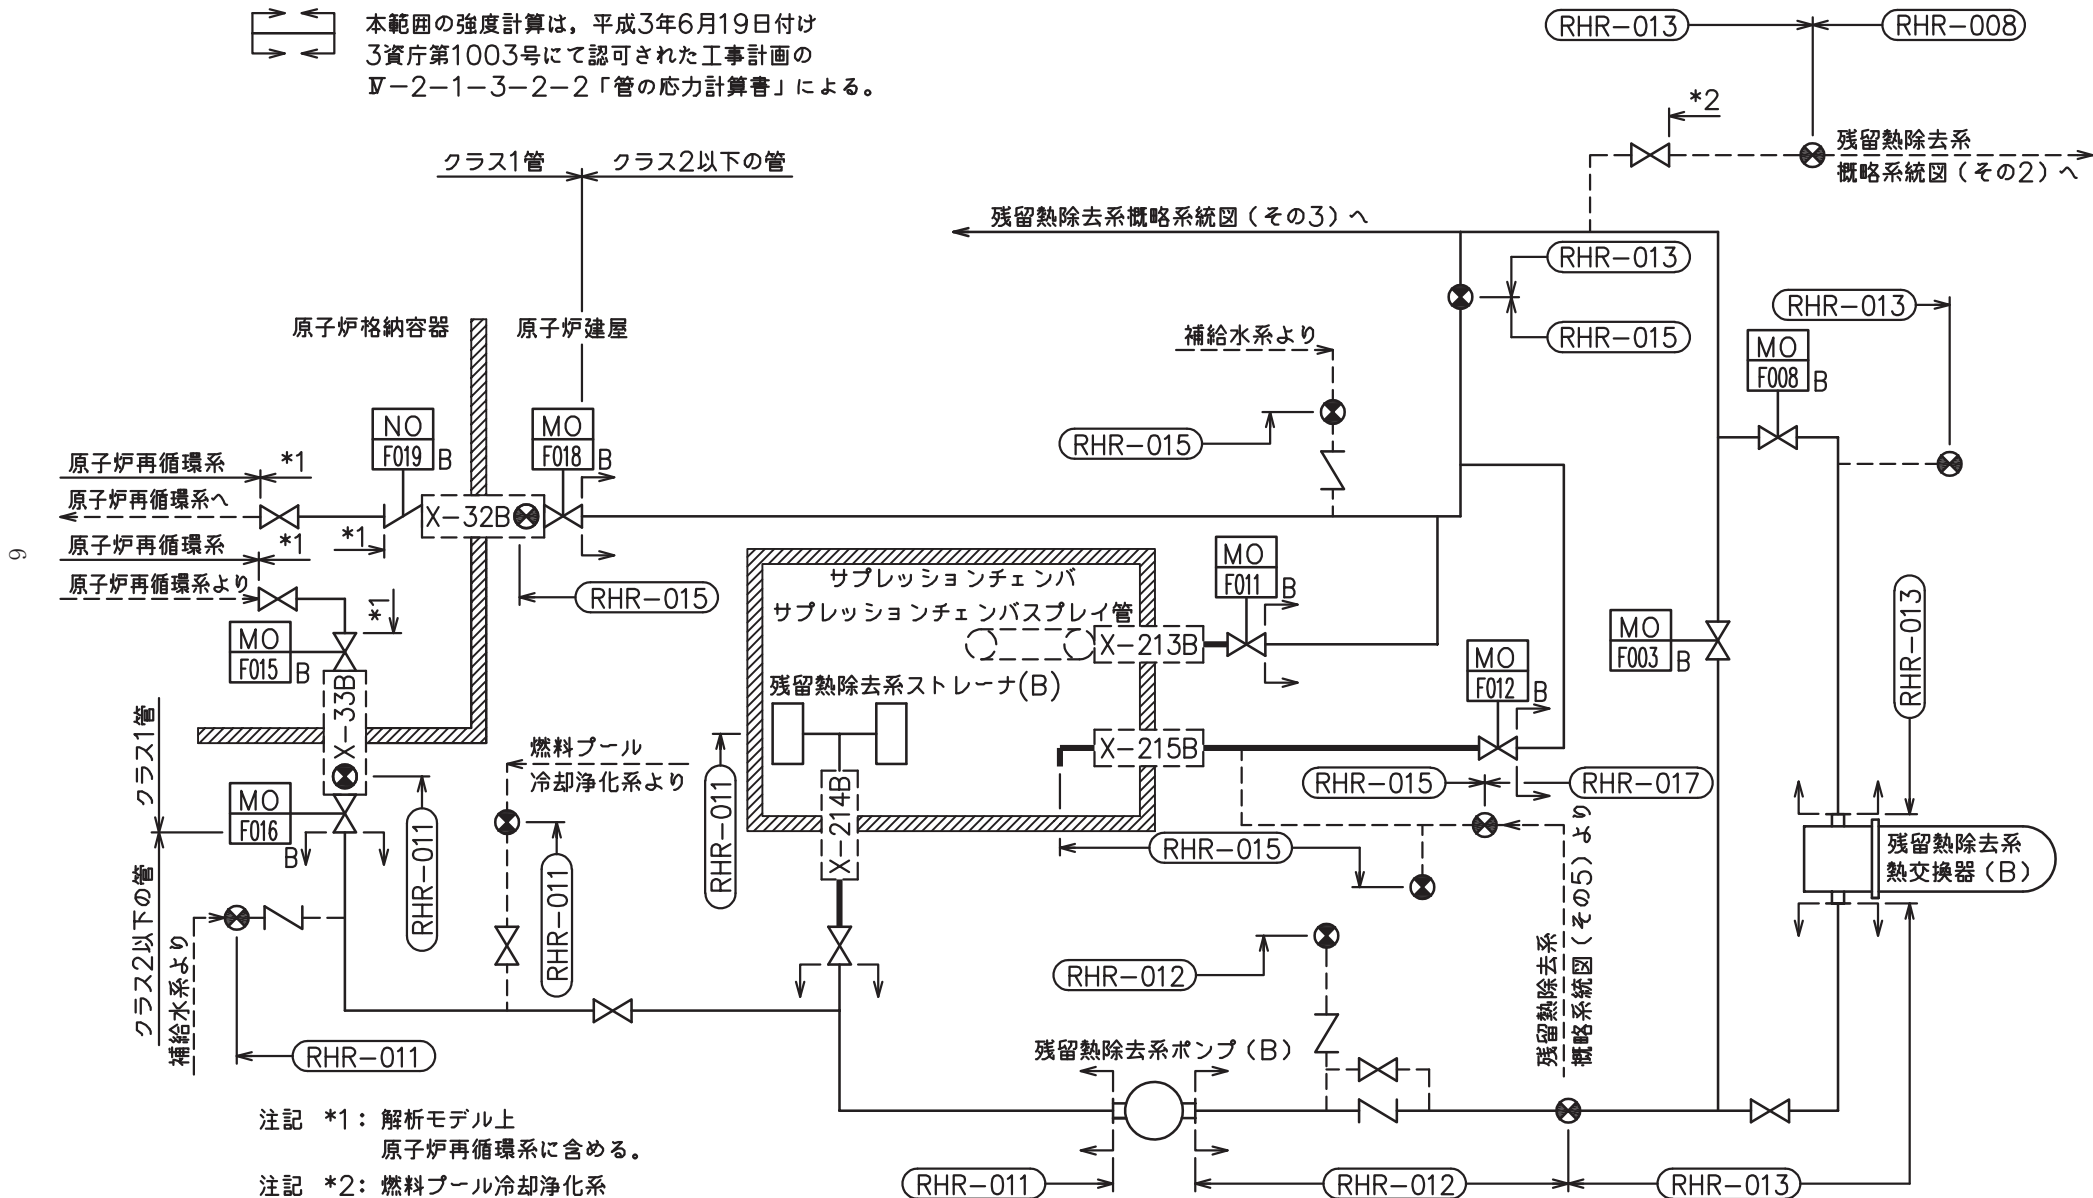 本範囲の強度計算は，平成3年6月19日付け
3資庁第1003号にて認可された工事計画の
Ⅳ－2－1－3－2－2「管の応力計算書」による。
RHR－013
RHR－008
*2
残留熱除去系
概略系統図（その2）へ
クラス1管
クラス2以下の管
残留熱除去系概略系統図（その3）へ
RHR－013
RHR－015
RHR－013
原子炉格納容器
原子炉建屋
補給水系より
MO
F008
B
RHR－015
NO
F019
B
MO
F018
B
原子炉再循環系
*1
原子炉再循環系へ
X－32B
*1
原子炉再循環系
*1
原子炉再循環系より
*1
RHR－015
MO
F015
B
X－33B
サプレッションチェンバ
サプレッションチェンバスプレイ管
MO
F011
B
X－213B
MO
F003
B
RHR－013
残留熱除去系ストレーナ(B)
MO
F012
B
X－215B
クラス1管
クラス2以下の管
燃料プール
冷却浄化系より
RHR－011
X－214B
RHR－015
RHR－017
MO
F016
B
RHR－011
RHR－011
RHR－015
残留熱除去系
概略系統図（その5）より
残留熱除去系
熱交換器（B）
補給水系より
RHR－011
RHR－012
残留熱除去系ポンプ（B）
注記　*1：解析モデル上
原子炉再循環系に含める。
注記　*2：燃料プール冷却浄化系
RHR－011
RHR－012
RHR－013
9